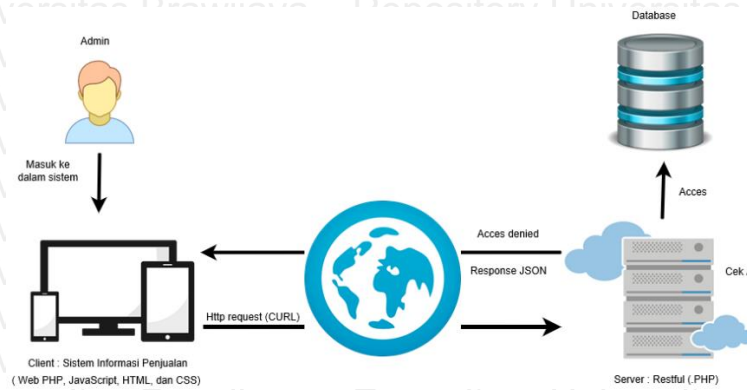 Database
Admin
Masuk ke
dalam sistem
Acces
Acces denied
Response JSON
Cek
Http request (CURL)
Client : Sistem Informasi Penjualan
( Web PHP, JavaScript, HTML, dan CSS)
Server : Restful (.PHP)